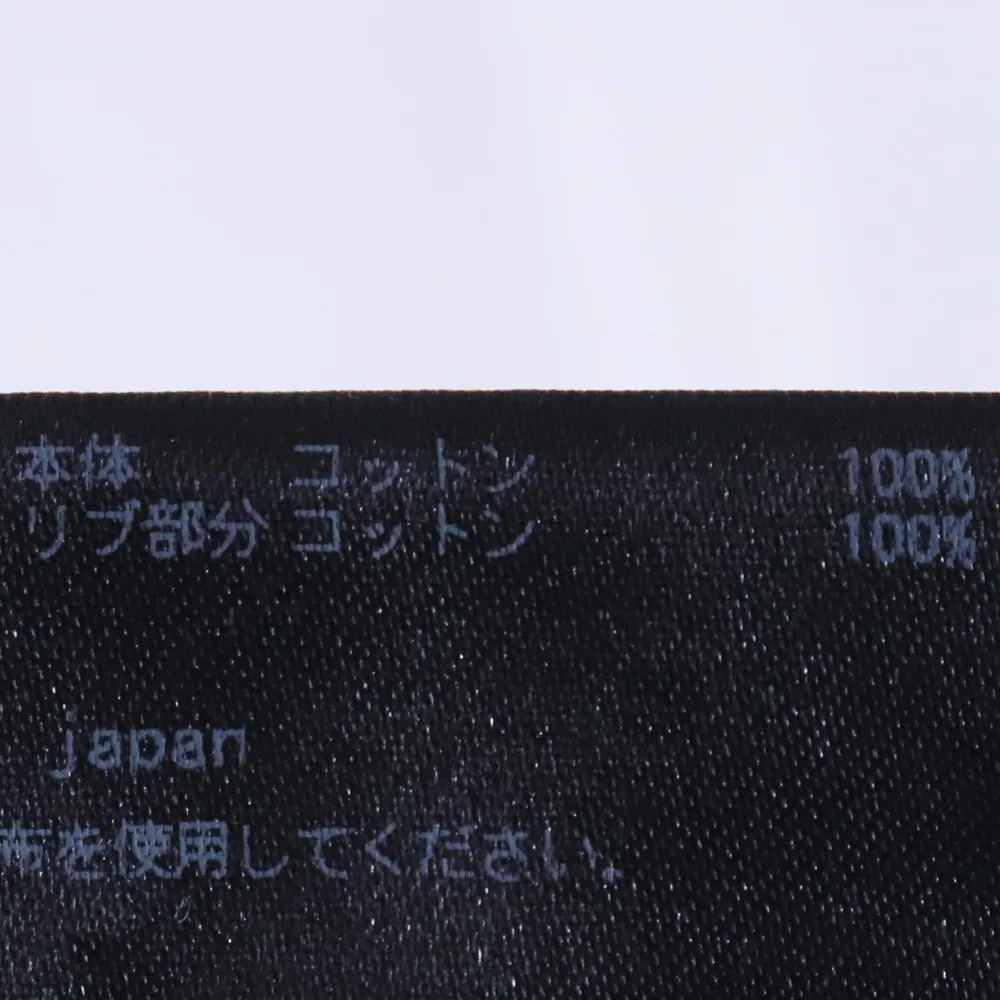 本体 コットン 100%
リブ部分 コットン 100%
japan
布を使用してください。